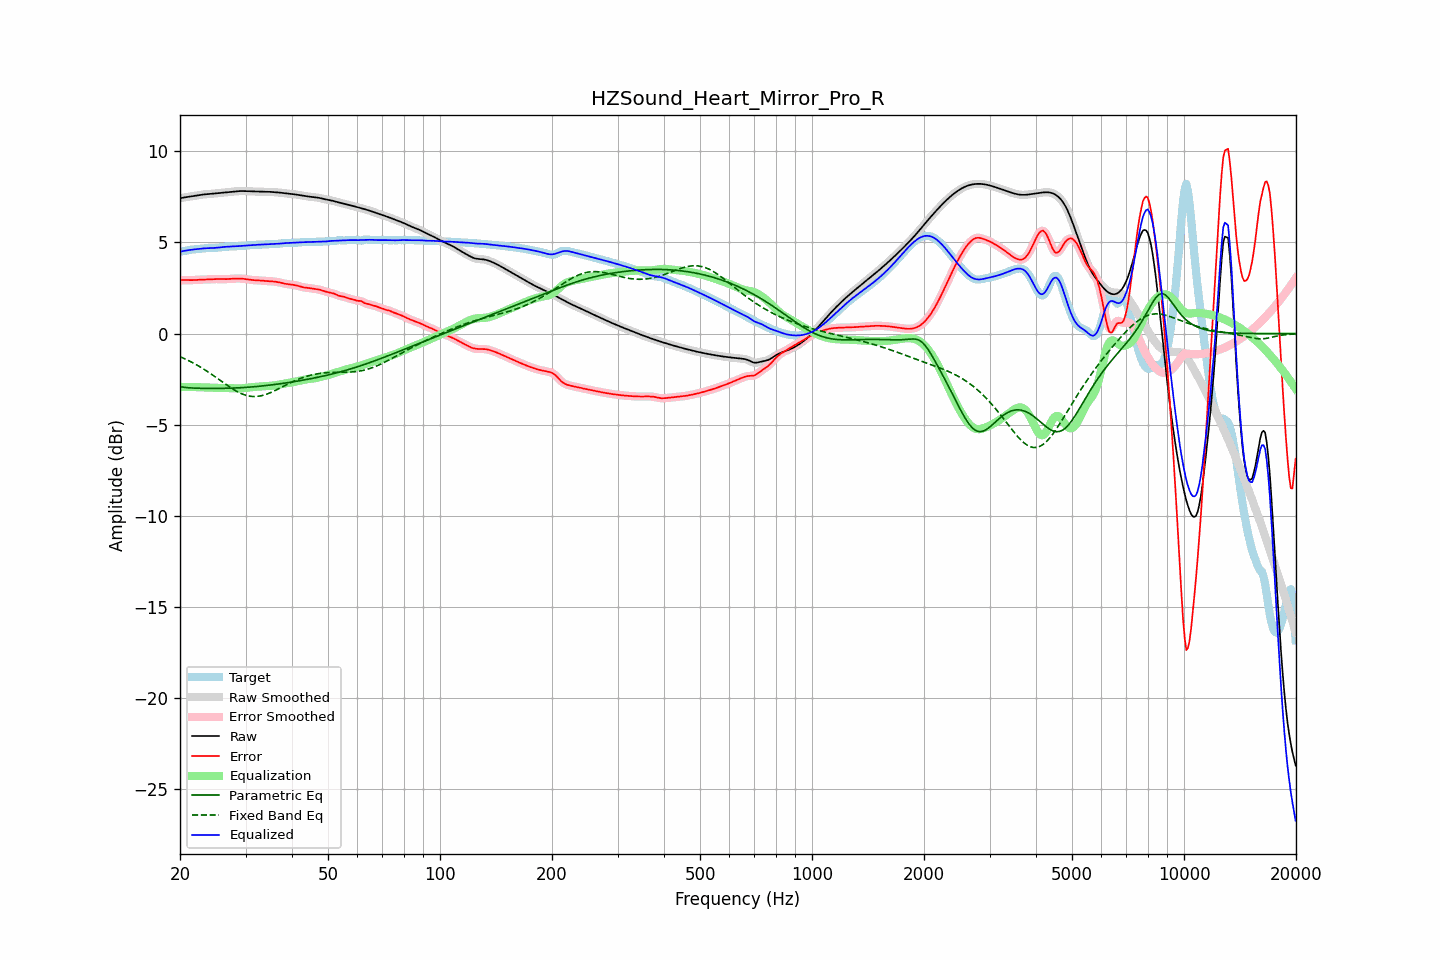 HZSound_Heart_Mirror_Pro_R
Amplitude (dBr)
10
5
0
−5
−10
−15
−20
−25
Target
Raw Smoothed
Error Smoothed
Raw
Error
Equalization
Parametric Eq
Fixed Band Eq
Equalized
20 50 100 200 500 1000 2000 5000 10000 20000
Frequency (Hz)